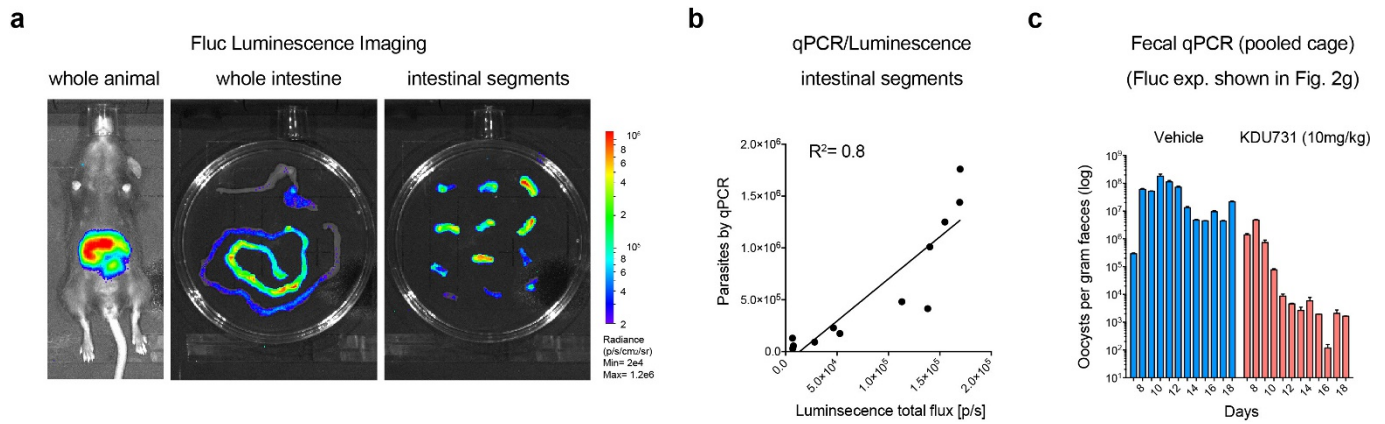 a
Fluc Luminescence Imaging
whole animal
whole intestine
intestinal segments
10⁶
8
6
4
2
10⁵
8
6
4
2
Radiance
(p/s/cm²/sr)
Min= 2e4
Max= 1.2e6
b
qPCR/Luminescence
intestinal segments
R²= 0.8
Parasites by qPCR
2.0×10⁶
1.5×10⁶
1.0×10⁶
5.0×10⁵
0.0
0.0
5.0×10⁴
1.0×10⁵
1.5×10⁵
2.0×10⁵
Luminsecence total flux [p/s]
c
Fecal qPCR (pooled cage)
(Fluc exp. shown in Fig. 2g)
Vehicle
KDU731 (10mg/kg)
Oocysts per gram faeces (log)
10⁹
10⁸
10⁷
10⁶
10⁵
10⁴
10³
10²
10¹
8
10
12
14
16
18
8
10
12
14
16
18
Days